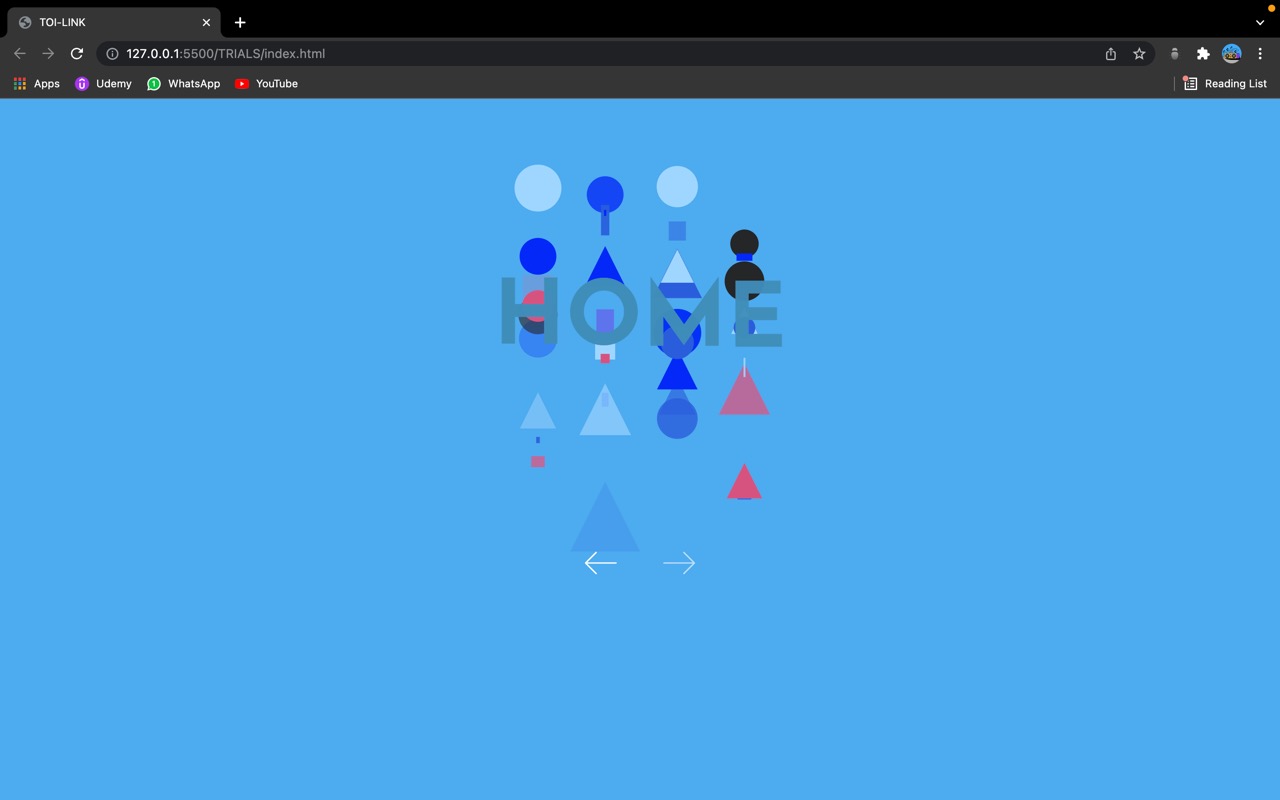 TOI-LINK
127.0.0.1:5500/TRIALS/index.html
Apps Udemy WhatsApp YouTube Reading List
HOME